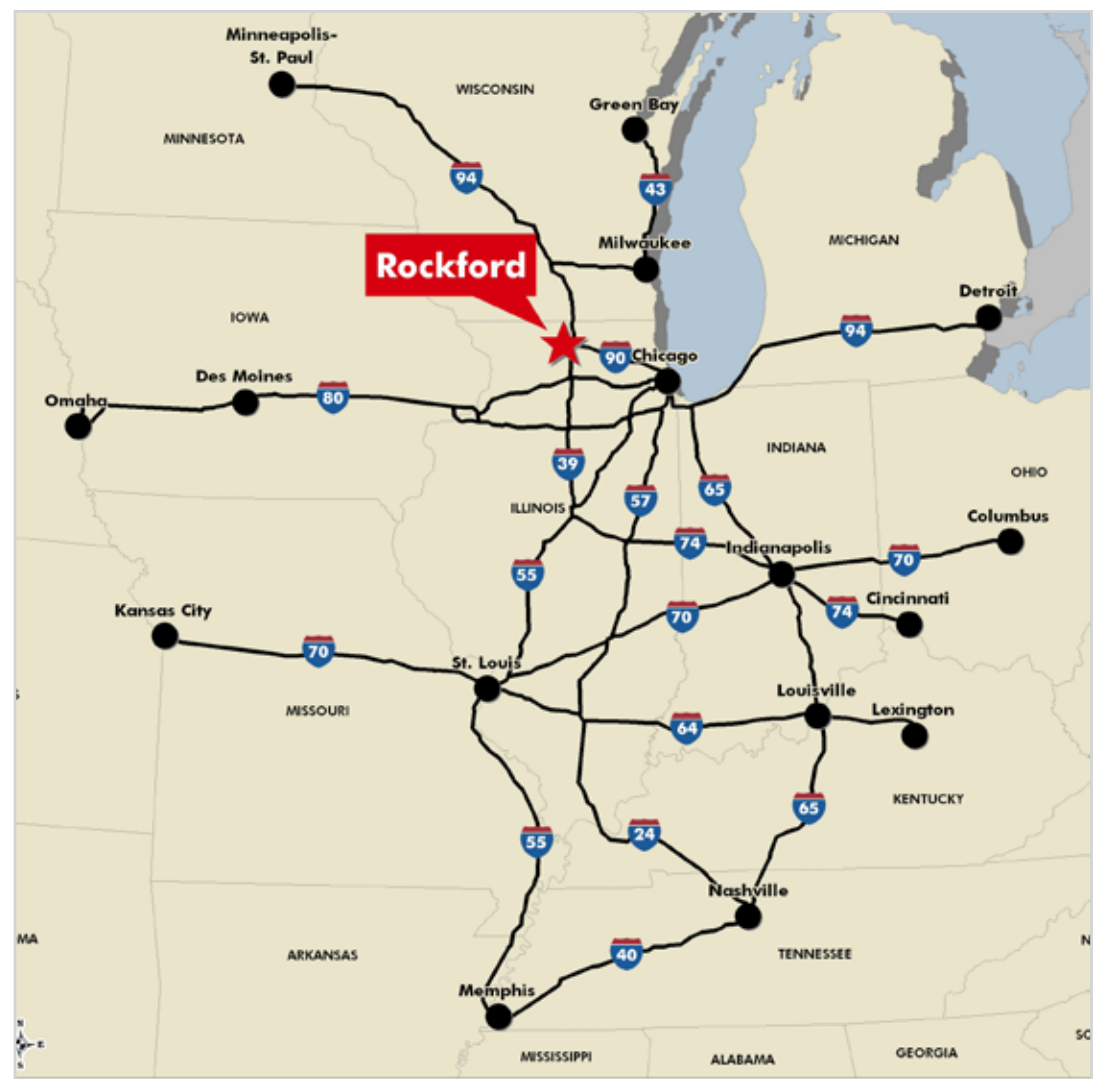 Minneapolis-
St. Paul
WISCONSIN
Green Bay
MINNESOTA
94
43
MICHIGAN
Milwaukee
Rockford
Detroit
IOWA
94
90
Chicago
Des Moines
80
Omaha
INDIANA
39
OHIO
65
57
ILLINOIS
Columbus
74
Indianapolis
70
55
Cincinnati
Kansas City
74
70
70
St. Louis
Louisville
MISSOURI
Lexington
64
KENTUCKY
65
24
55
Nashville
MA
N
ARKANSAS
40
TENNESSEE
Memphis
N
E
S
SC
MISSISSIPPI
ALABAMA
GEORGIA